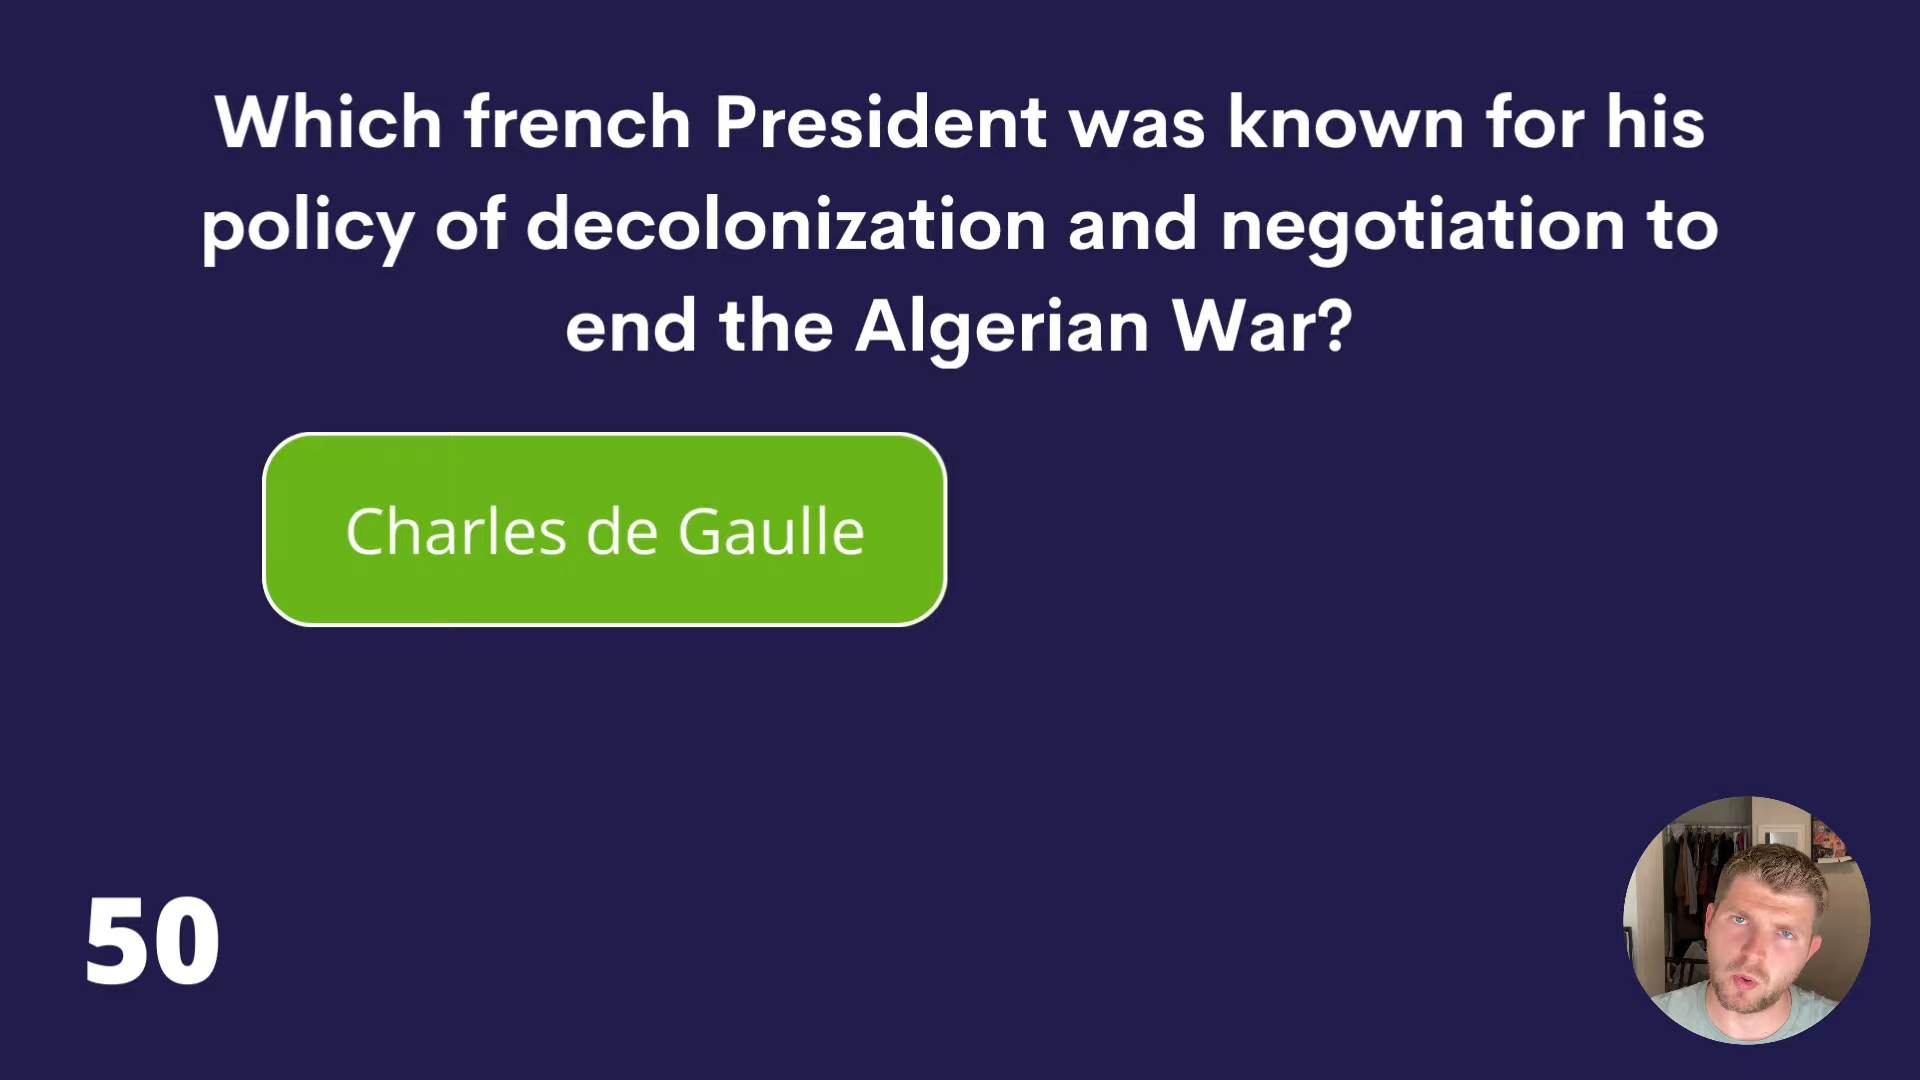 Which french President was known for his
policy of decolonization and negotiation to
end the Algerian War?
Charles de Gaulle
50